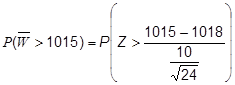 P(W̅ > 1015) = P(Z > (1015 − 1018) / (10 / √24))